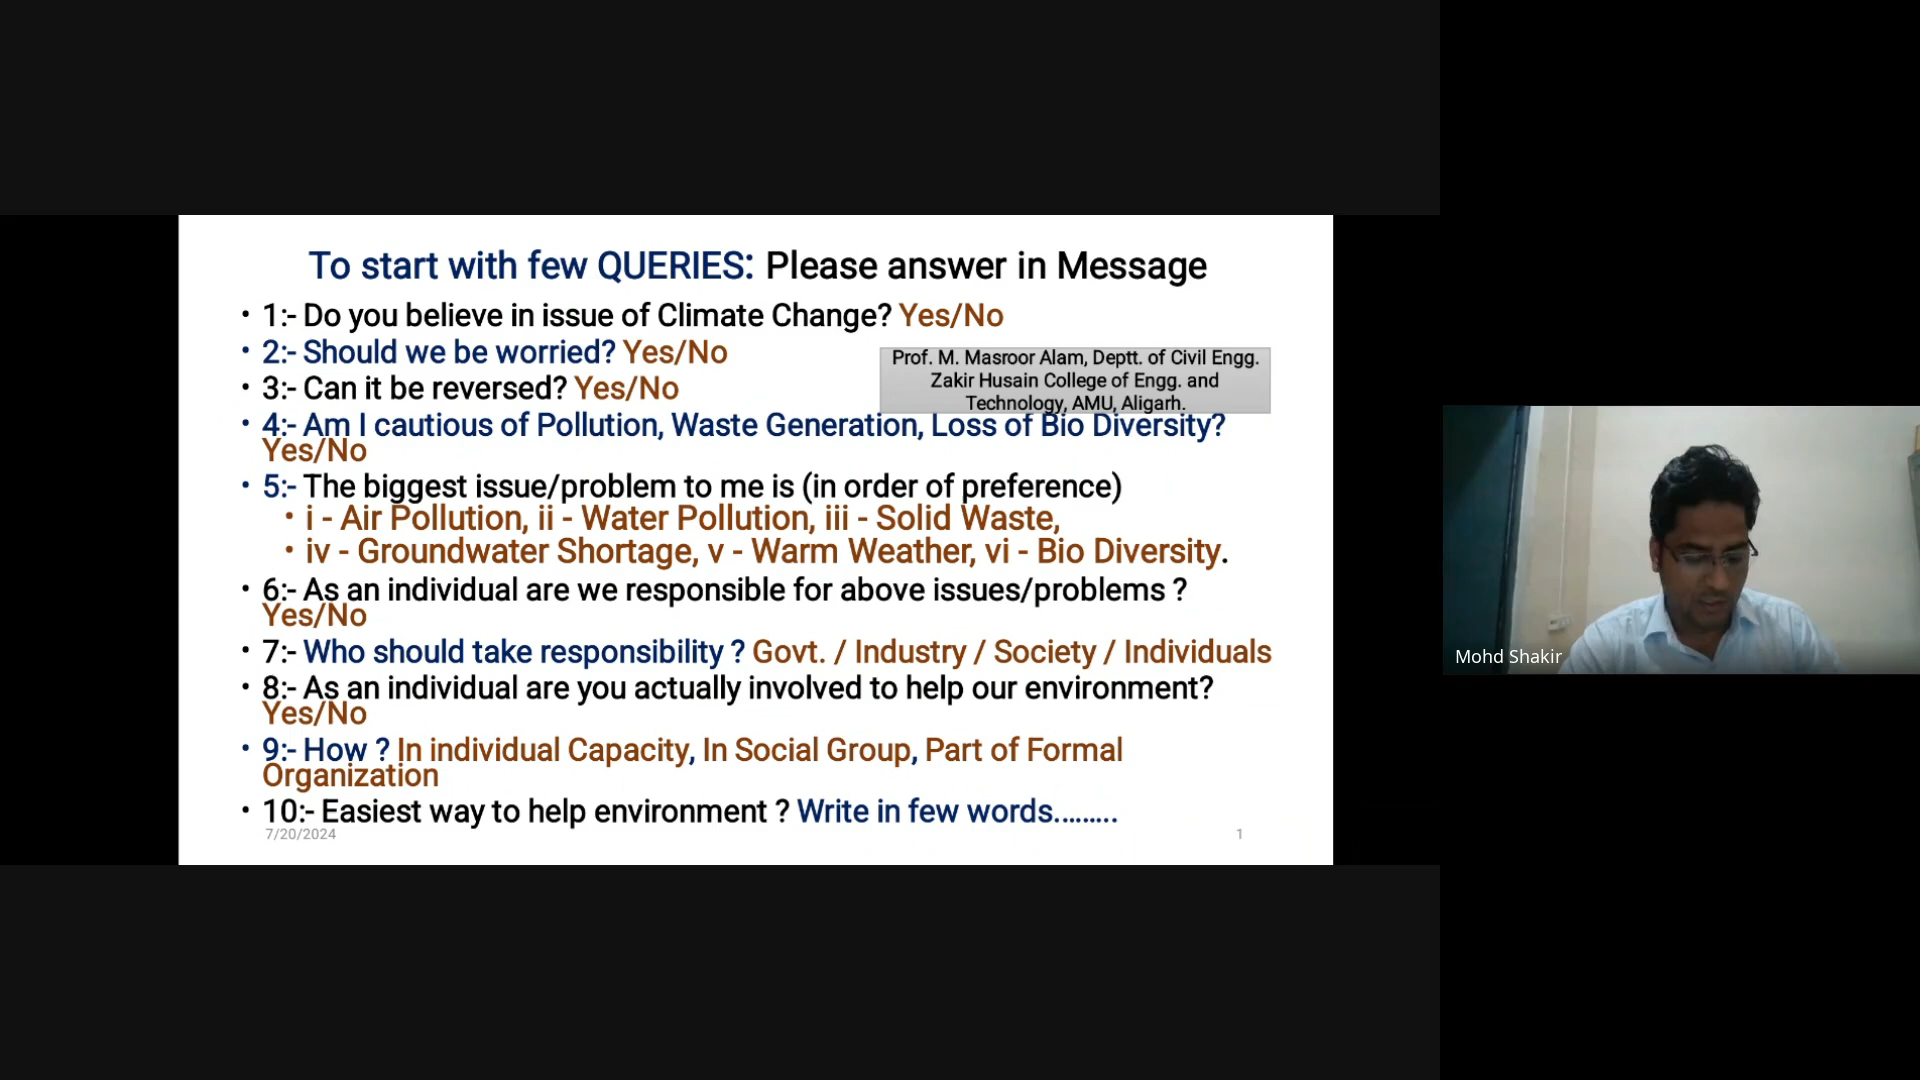 To start with few QUERIES: Please answer in Message
• 1:- Do you believe in issue of Climate Change? Yes/No
• 2:- Should we be worried? Yes/No
• 3:- Can it be reversed? Yes/No
Prof. M. Masroor Alam, Deptt. of Civil Engg.
Zakir Husain College of Engg. and
Technology, AMU, Aligarh.
• 4:- Am I cautious of Pollution, Waste Generation, Loss of Bio Diversity?
Yes/No
• 5:- The biggest issue/problem to me is (in order of preference)
• i - Air Pollution, ii - Water Pollution, iii - Solid Waste,
• iv - Groundwater Shortage, v - Warm Weather, vi - Bio Diversity.
• 6:- As an individual are we responsible for above issues/problems ?
Yes/No
• 7:- Who should take responsibility ? Govt. / Industry / Society / Individuals
• 8:- As an individual are you actually involved to help our environment?
Yes/No
• 9:- How ? In individual Capacity, In Social Group, Part of Formal
Organization
• 10:- Easiest way to help environment ? Write in few words.……..
7/20/2024
1
Mohd Shakir